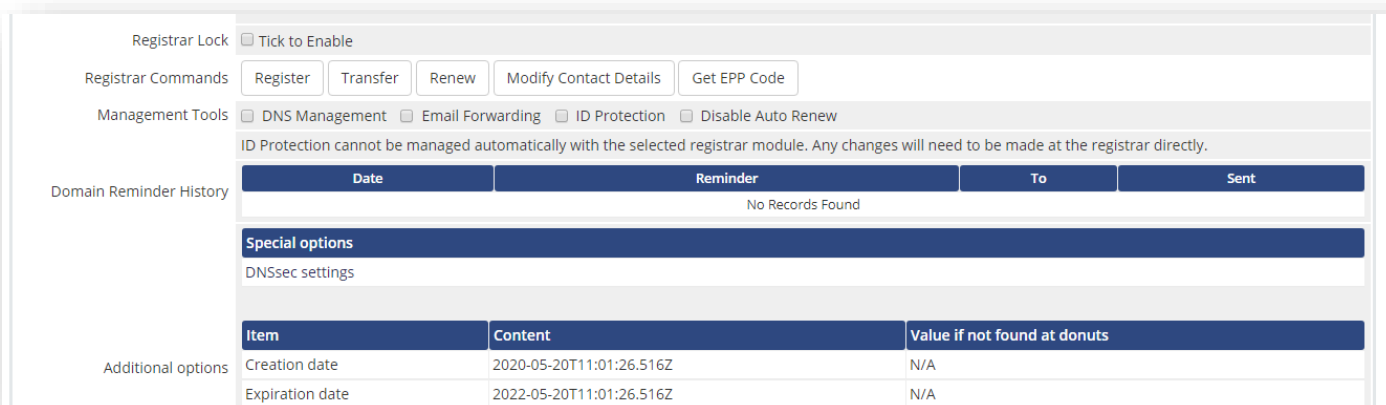 Registrar Lock Tick to Enable
Registrar Commands Register Transfer Renew Modify Contact Details Get EPP Code
Management Tools DNS Management Email Forwarding ID Protection Disable Auto Renew
ID Protection cannot be managed automatically with the selected registrar module. Any changes will need to be made at the registrar directly.
Domain Reminder History
Date Reminder To Sent
No Records Found
Special options
DNSsec settings
Additional options
Item Content Value if not found at donuts
Creation date 2020-05-20T11:01:26.516Z N/A
Expiration date 2022-05-20T11:01:26.516Z N/A